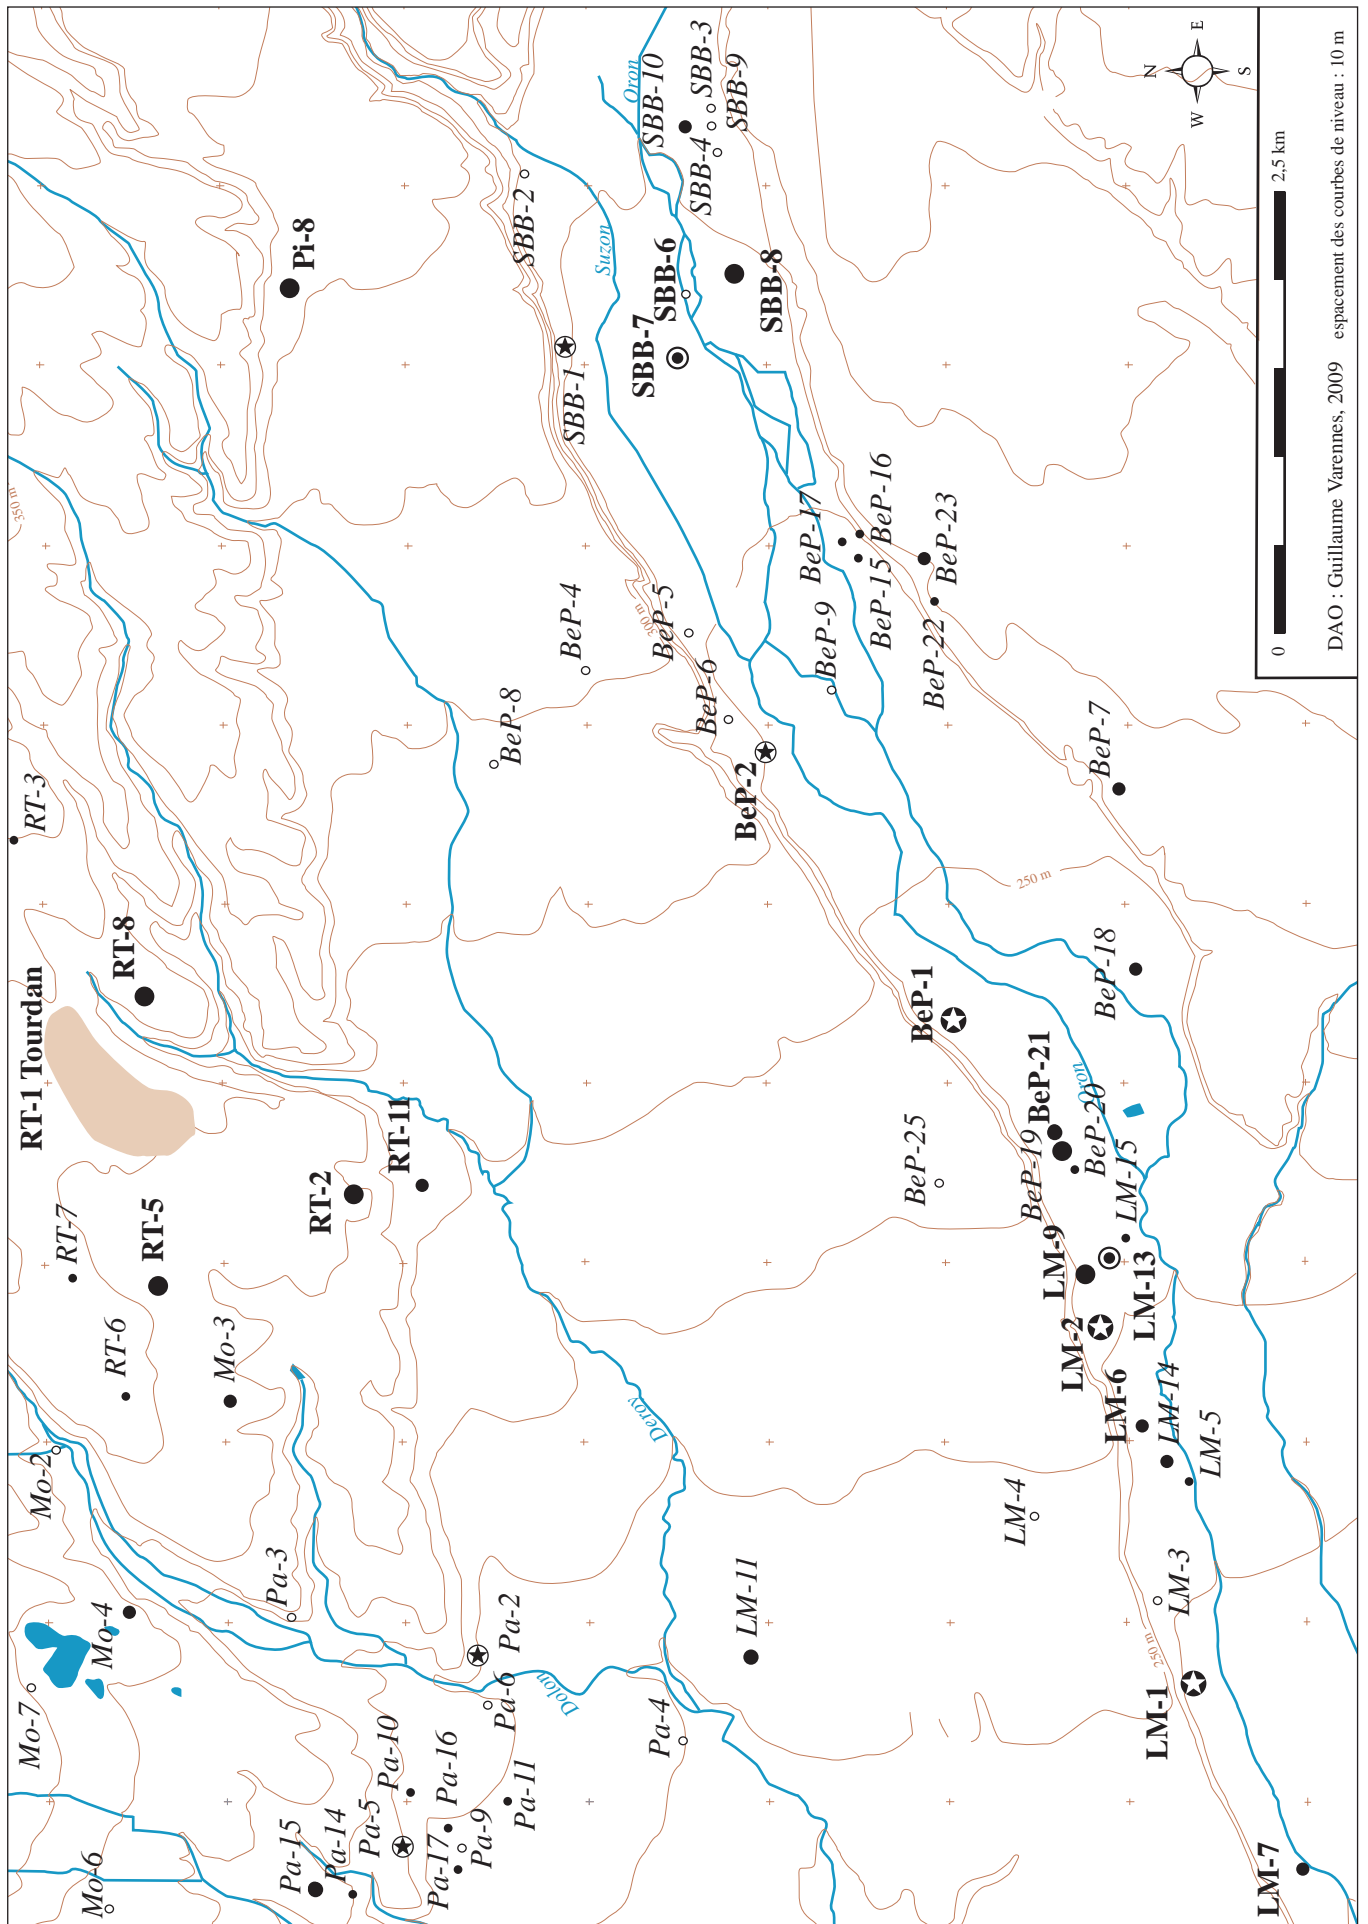 RT-1 Tourdan
RT-3
350 m
RT-8
Pi-8
RT-7
RT-6
RT-5
Mo-3
RT-2
RT-11
Mo-2
Mo-7
Mo-4
Mo-6
Pa-3
Pa-2
Pa-6
Pa-10
Pa-16
Pa-5
Pa-15
Pa-14
Pa-17
Pa-9
Pa-11
Pa-4
Dolon
Deroy
LM-11
BeP-8
BeP-4
BeP-5
300 m
BeP-6
BeP-2
SBB-2
SBB-1
Suzon
Oron
SBB-10
SBB-3
SBB-9
SBB-4
SBB-6
SBB-7
SBB-8
BeP-17
BeP-16
BeP-15
BeP-9
BeP-23
BeP-22
BeP-7
250 m
BeP-18
BeP-1
BeP-25
BeP-21
BeP-19
BeP-20
Oron
LM-15
LM-9
LM-13
LM-2
LM-6
LM-14
LM-5
LM-4
LM-3
250 m
LM-1
LM-7
N
E
S
W
0
2,5 km
DAO : Guillaume Varennes, 2009 espacement des courbes de niveau : 10 m